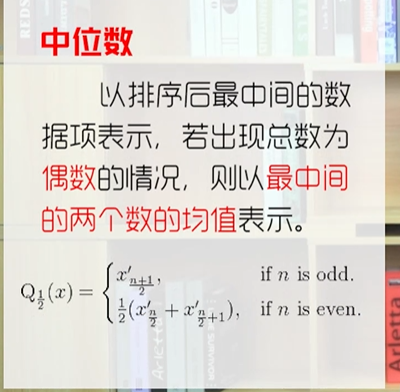 中位数
以排序后最中间的数
据项表示，若出现总数为
偶数的情况，则以最中间
的两个数的均值表示。
Q_{\frac{1}{2}}(x) = \begin{cases} x'_{\frac{n+1}{2}}, & \text{if } n \text{ is odd.} \\ \frac{1}{2}(x'_{\frac{n}{2}} + x'_{\frac{n}{2}+1}), & \text{if } n \text{ is even.} \end{cases}
Arletta